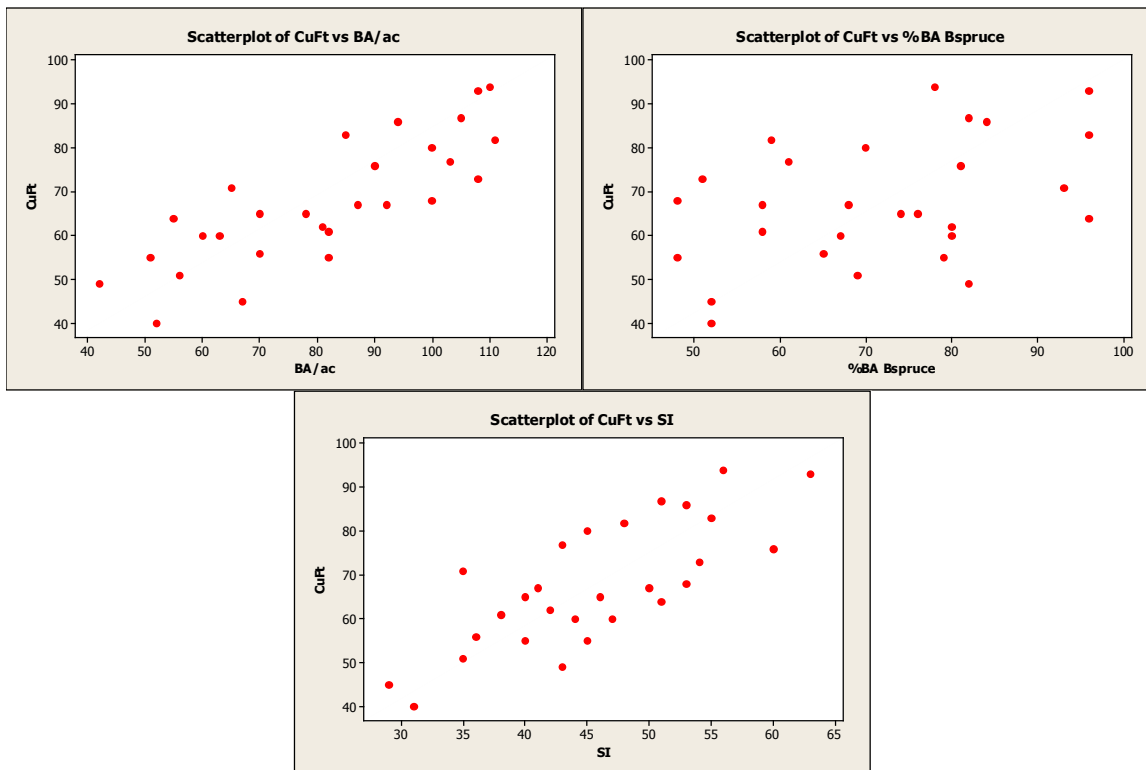 Scatterplot of CuFt vs BA/ac
100
90
80
70
60
50
40
CuFt
40 50 60 70 80 90 100 110 120
BA/ac
Scatterplot of CuFt vs %BA Bspruce
100
90
80
70
60
50
40
CuFt
50 60 70 80 90 100
%BA Bspruce
Scatterplot of CuFt vs SI
100
90
80
70
60
50
40
CuFt
30 35 40 45 50 55 60 65
SI